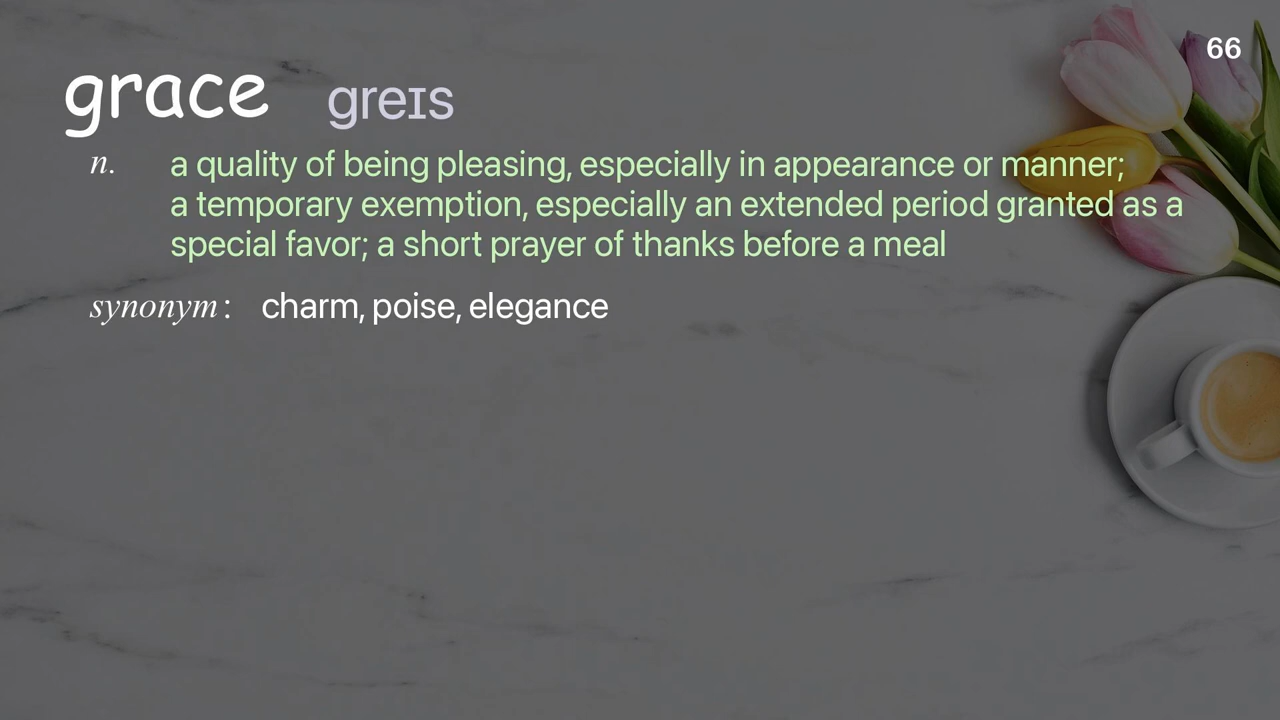 66
grace greɪs
n. a quality of being pleasing, especially in appearance or manner;
a temporary exemption, especially an extended period granted as a
special favor; a short prayer of thanks before a meal
synonym: charm, poise, elegance